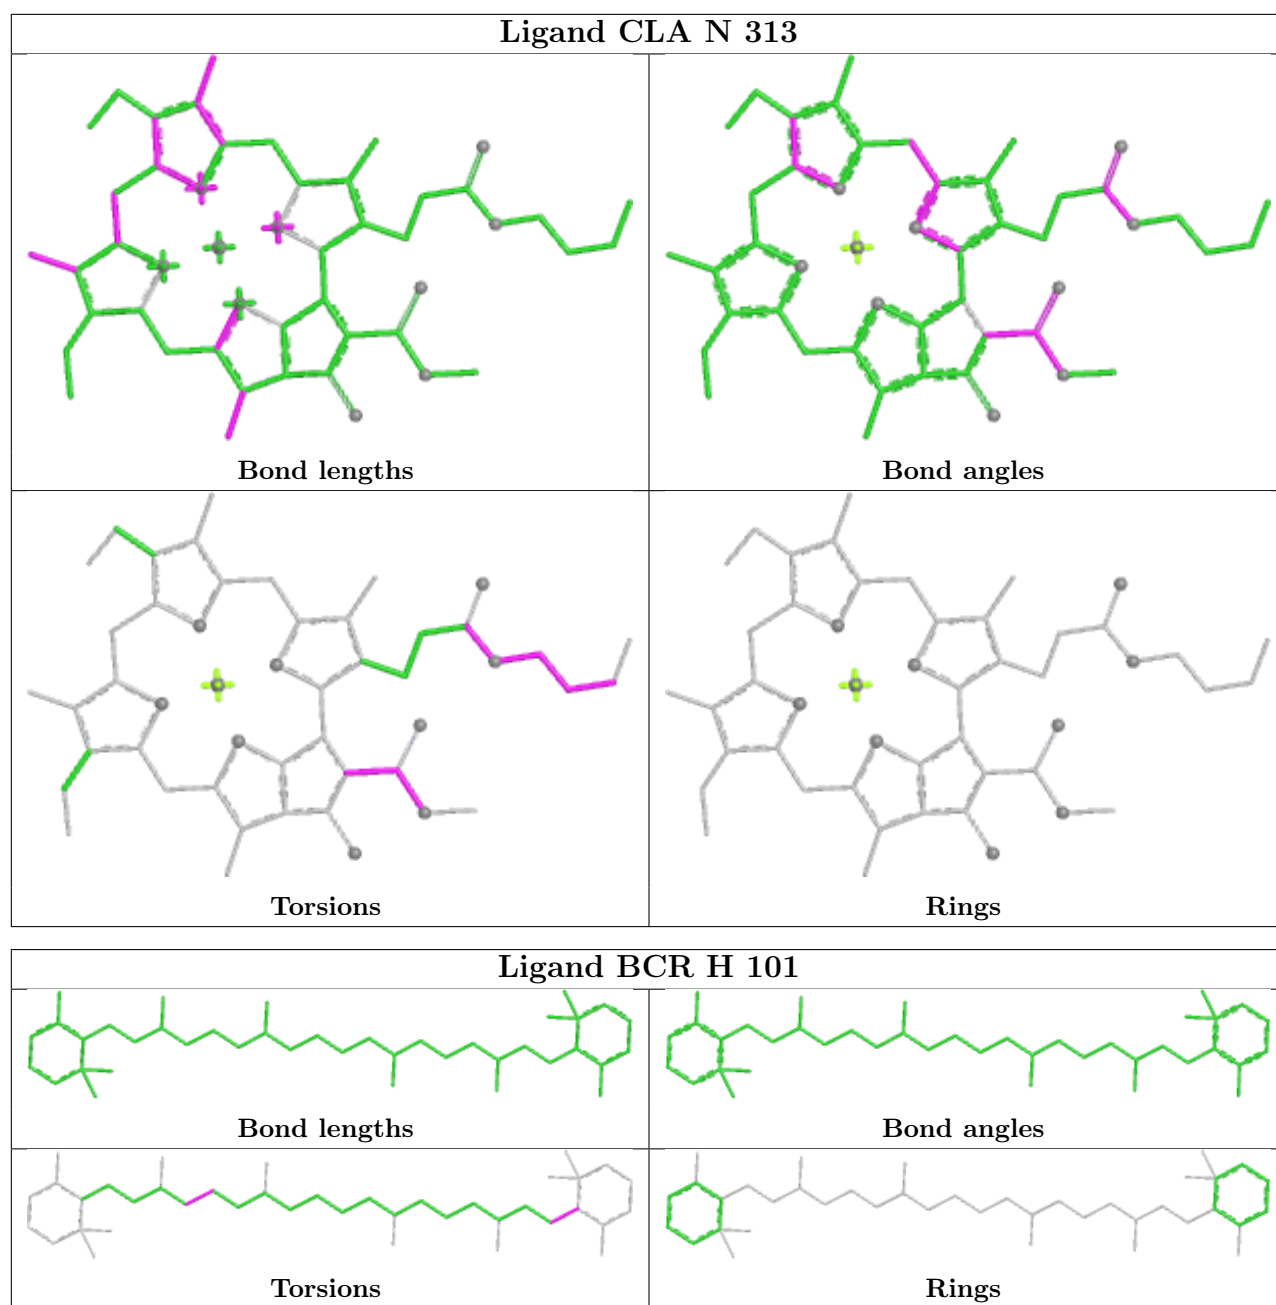 Ligand CLA N 313
Bond lengths
Bond angles
Torsions
Rings
Ligand BCR H 101
Bond lengths
Bond angles
Torsions
Rings